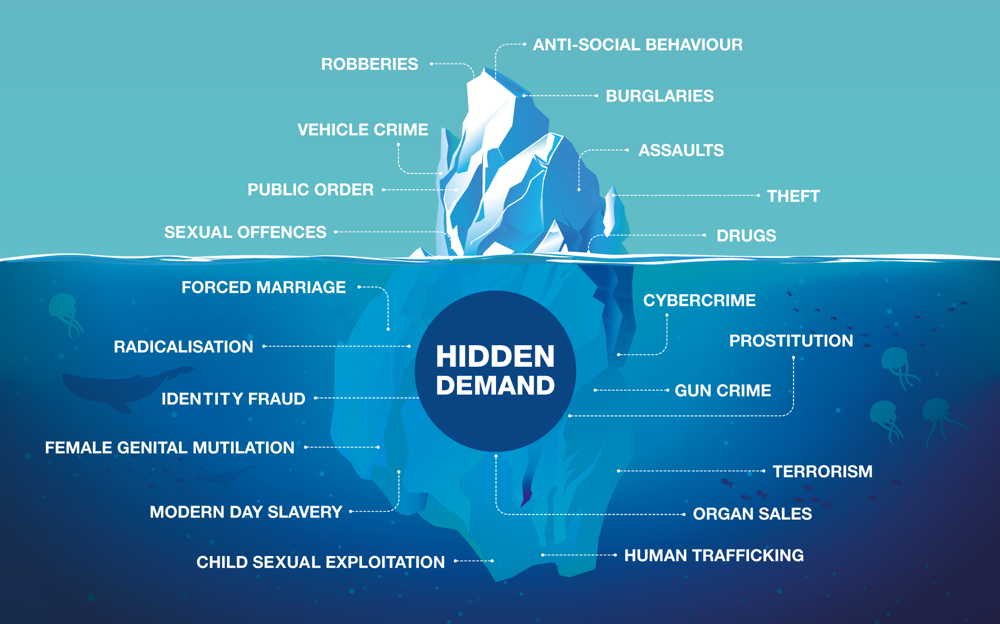 ANTI-SOCIAL BEHAVIOUR
ROBBERIES
BURGLARIES
VEHICLE CRIME
ASSAULTS
PUBLIC ORDER
THEFT
SEXUAL OFFENCES
DRUGS
FORCED MARRIAGE
CYBERCRIME
RADICALISATION
PROSTITUTION
HIDDEN
DEMAND
IDENTITY FRAUD
GUN CRIME
FEMALE GENITAL MUTILATION
TERRORISM
MODERN DAY SLAVERY
ORGAN SALES
CHILD SEXUAL EXPLOITATION
HUMAN TRAFFICKING